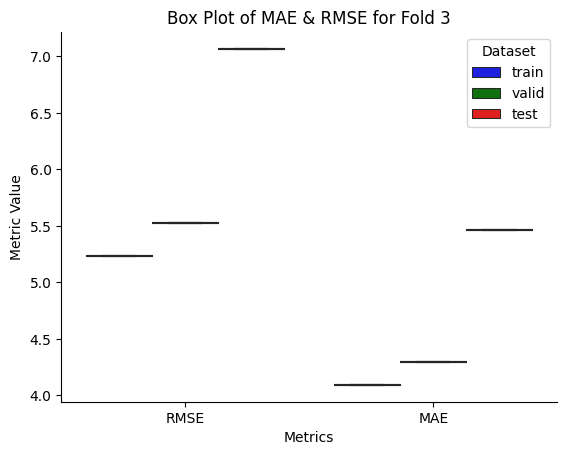 Box Plot of MAE & RMSE for Fold 3
Metric Value
7.0
6.5
6.0
5.5
5.0
4.5
4.0
Dataset
train
valid
test
RMSE
MAE
Metrics